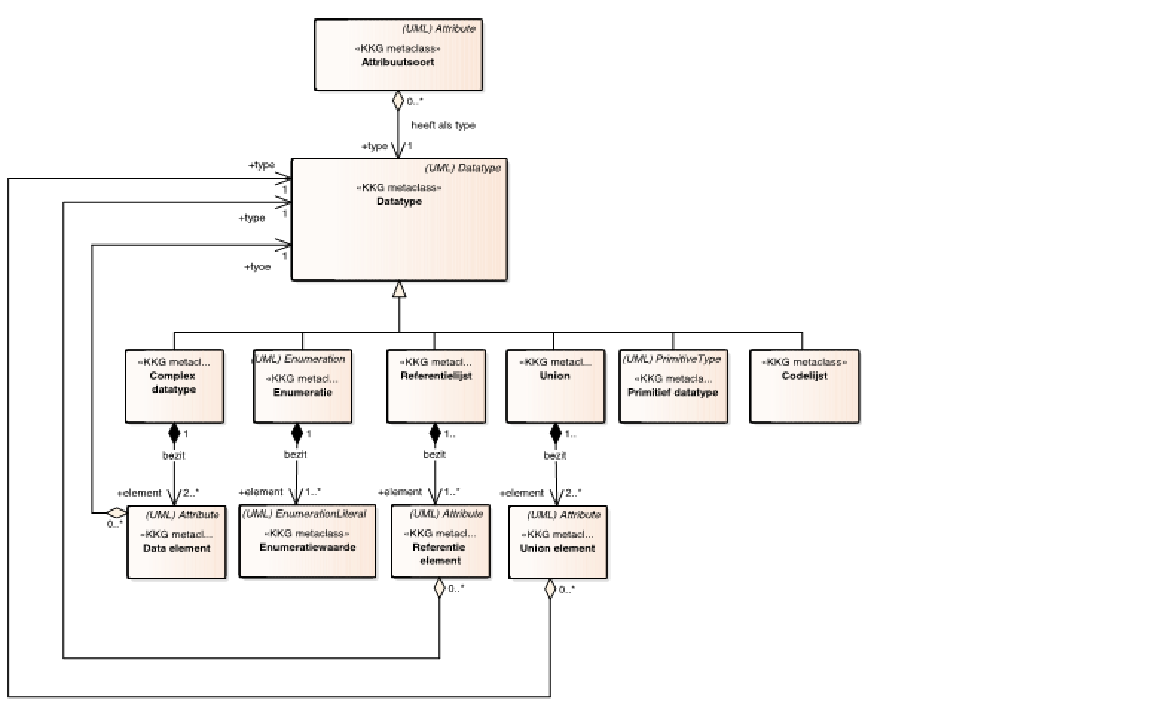 (UML) Attribute
«KKG metaclass»
Attribuutsoort
0..*
heeft als type
+type
1
+type
1
(UML) Datatype
«KKG metaclass»
Datatype
1
+type
1
+type
(UML) Enumeration
(UML) PrimitiveType
«KKG metacl...
Complex
datatype
«KKG metacl...
Enumeratie
«KKG metacl...
Referentielijst
«KKG metacl...
Union
«KKG metacla...
Primitief datatype
«KKG metaclass»
Codelijst
1
1
1..
1..
bezit
bezit
bezit
bezit
+element
2..*
+element
1..*
+element
1..*
+element
2..*
0..*
(UML) Attribute
«KKG metacl...
Data element
(UML) EnumerationLiteral
«KKG metaclass»
Enumeratiewaarde
(UML) Attribute
«KKG metacl...
Referentie
element
(UML) Attribute
«KKG metacl...
Union element
0..*
0..*